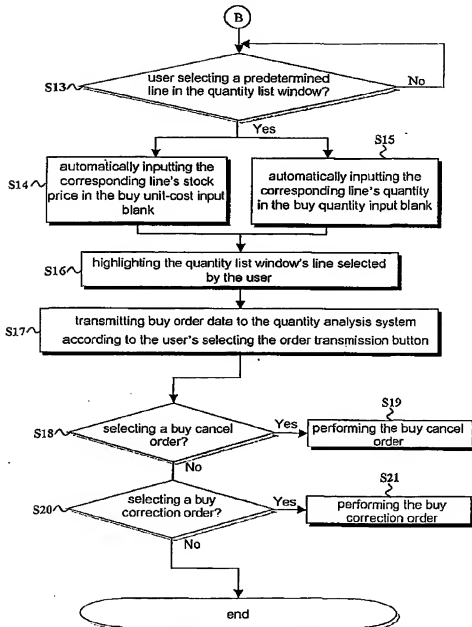 B
S13
user selecting a predetermined
line in the quantity list window?
No
Yes
S14
automatically inputting the
corresponding line's stock
price in the buy unit-cost input
blank
S15
automatically inputting the
corresponding line's quantity
in the buy quantity input blank
S16
highlighting the quantity list window's line selected
by the user
S17
transmitting buy order data to the quantity analysis system
according to the user's selecting the order transmission button
S18
selecting a buy cancel
order?
Yes
S19
performing the buy cancel
order
No
S20
selecting a buy
correction order?
Yes
S21
performing the buy
correction order
No
end